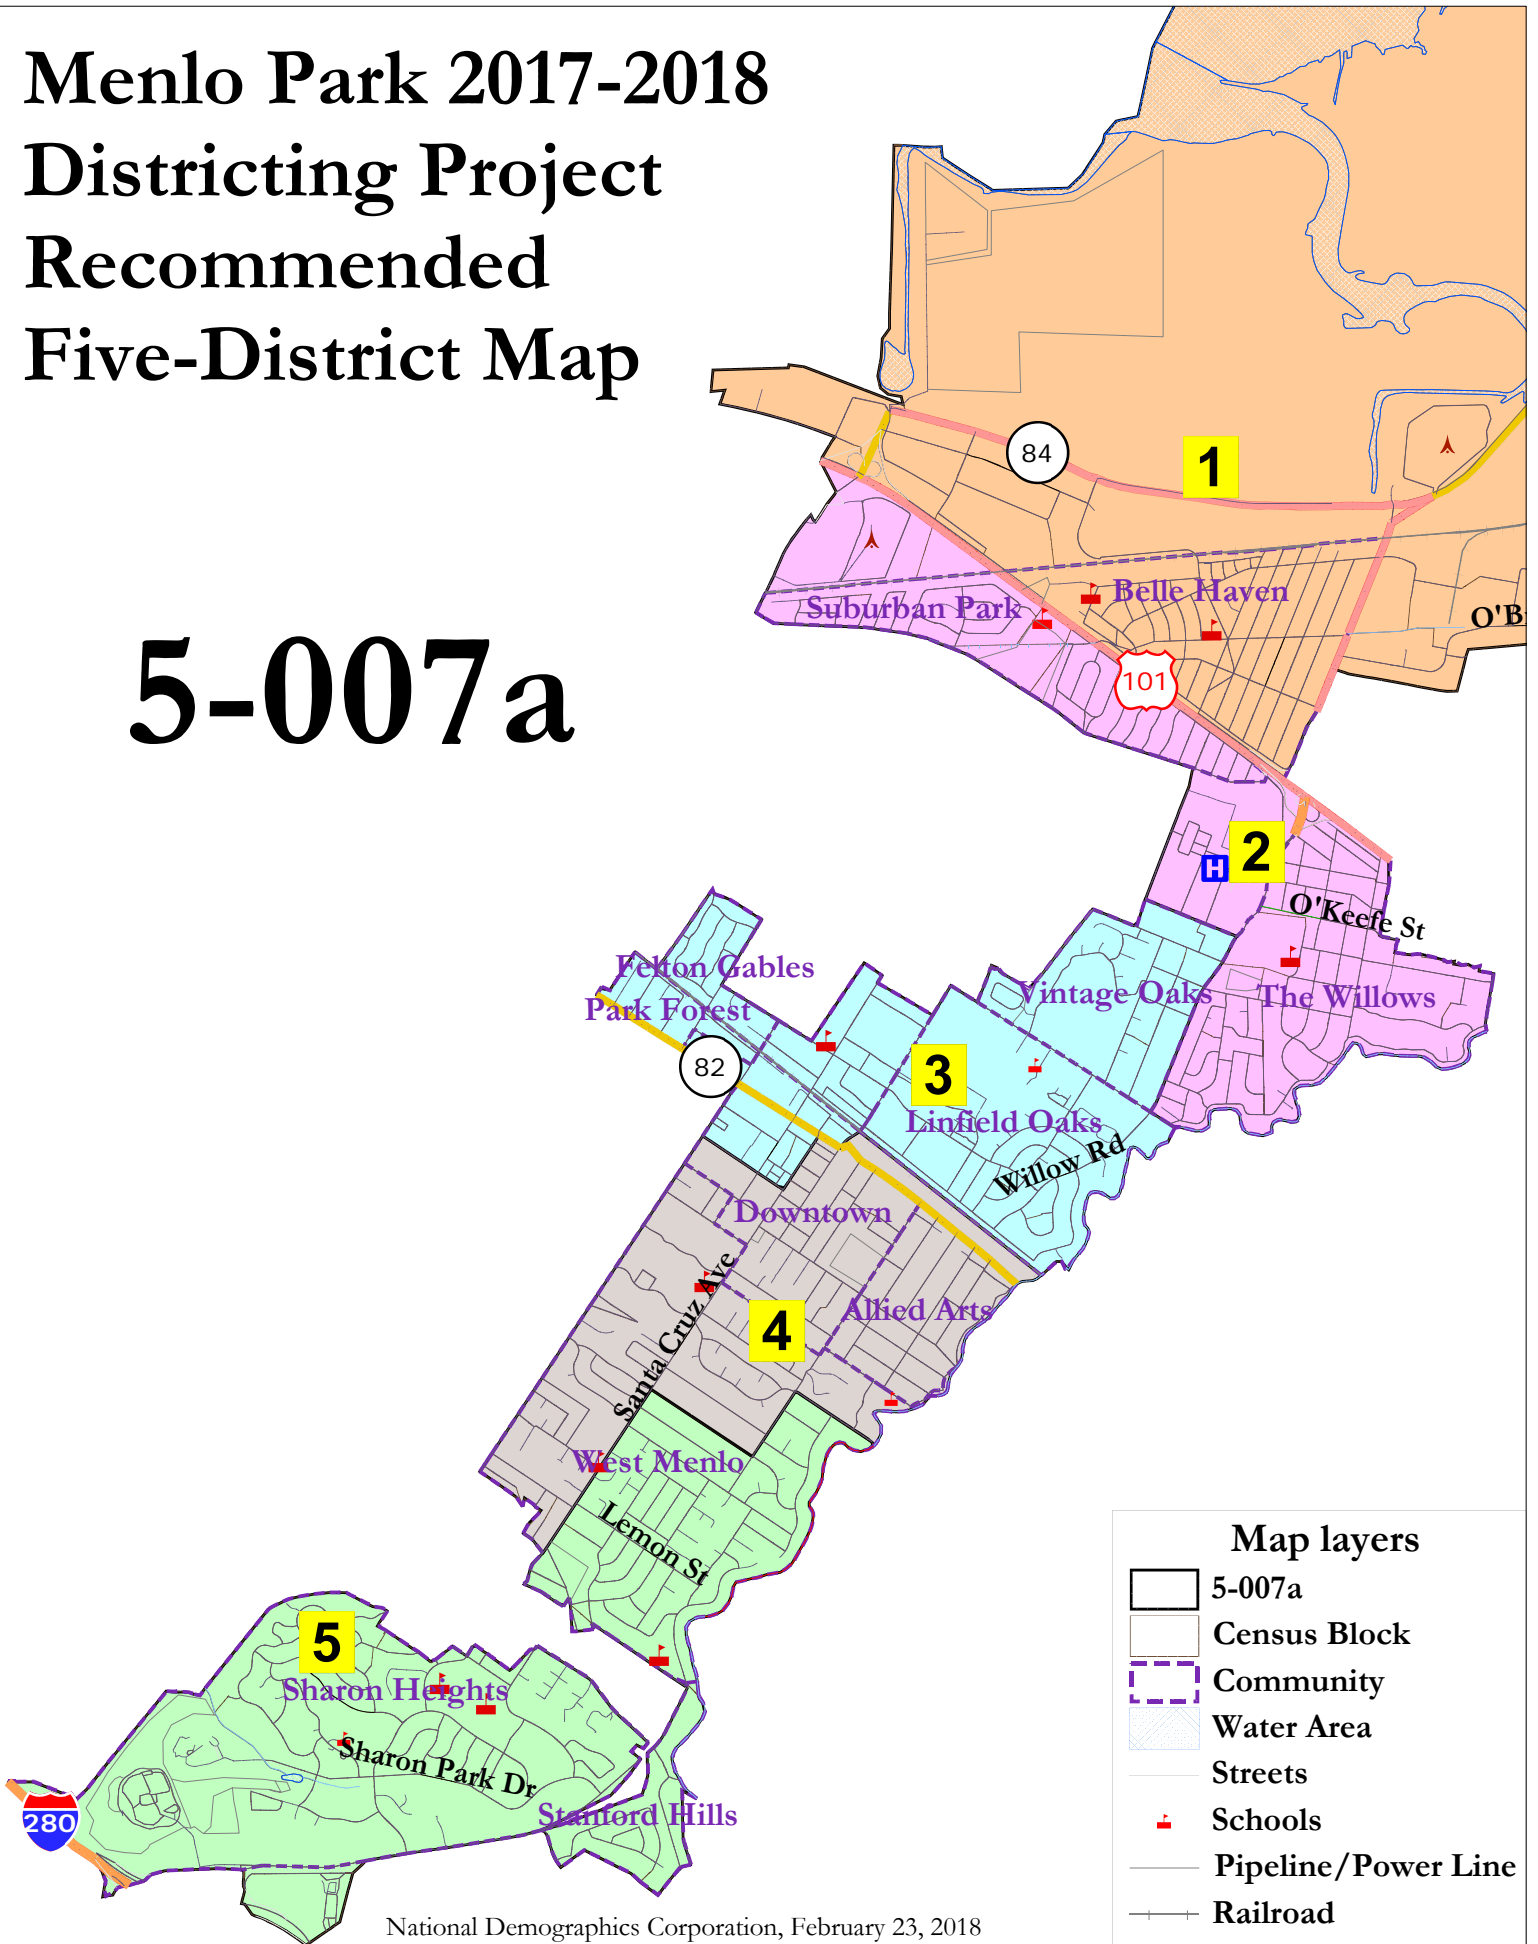 Menlo Park 2017-2018
Districting Project
Recommended
Five-District Map
5-007a
84
1
Suburban Park
Belle Haven
O'B
101
2
H
O'Keefe St
Felton Gables
Park Forest
Vintage Oaks
The Willows
82
3
Linfield Oaks
Willow Rd
Downtown
Santa Cruz Ave
Allied Arts
4
West Menlo
Lemon St
5
Sharon Heights
Sharon Park Dr
Stanford Hills
280
Map layers
5-007a
Census Block
Community
Water Area
Streets
Schools
Pipeline/Power Line
Railroad
National Demographics Corporation, February 23, 2018